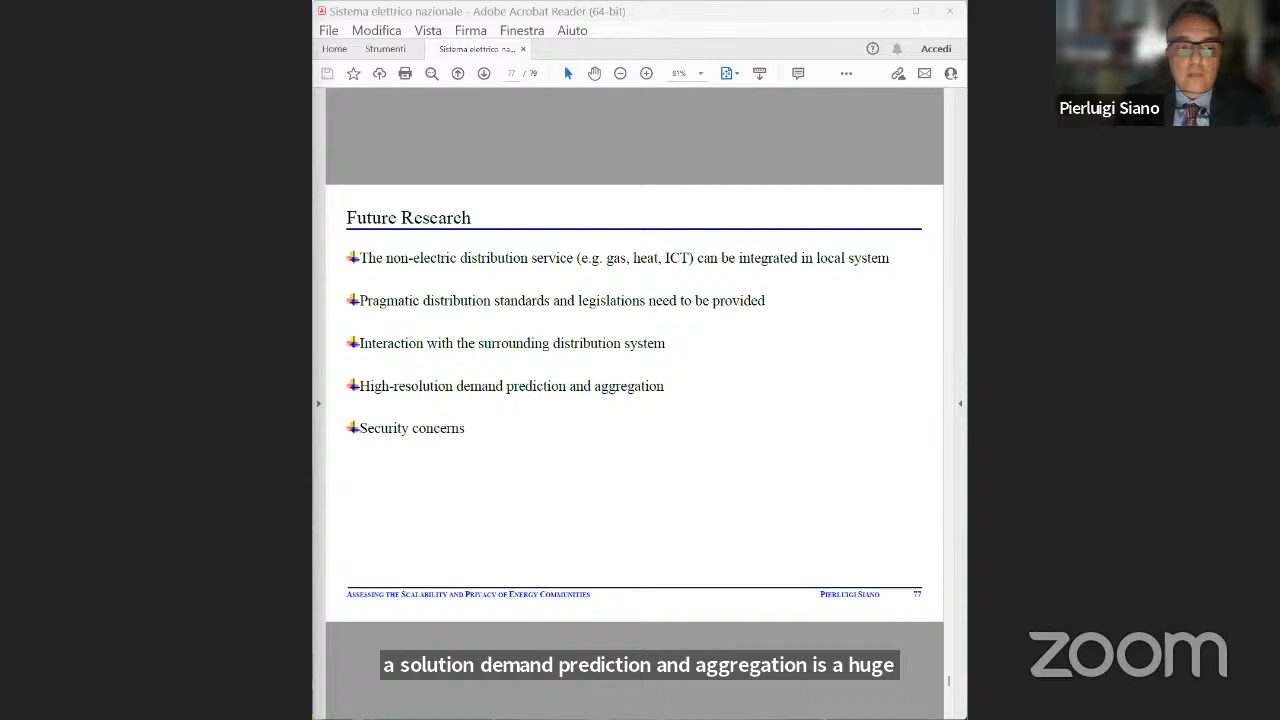 Sistema elettrico nazionale - Adobe Acrobat Reader (64-bit)
File Modifica Vista Firma Finestra Aiuto
Home Strumenti Sistema elettrico na... × Accedi
77 / 79 81%
Pierluigi Siano
Future Research
The non-electric distribution service (e.g. gas, heat, ICT) can be integrated in local system
Pragmatic distribution standards and legislations need to be provided
Interaction with the surrounding distribution system
High-resolution demand prediction and aggregation
Security concerns
ASSESSING THE SCALABILITY AND PRIVACY OF ENERGY COMMUNITIES PIERLUIGI SIANO 77
a solution demand prediction and aggregation is a huge
zoom